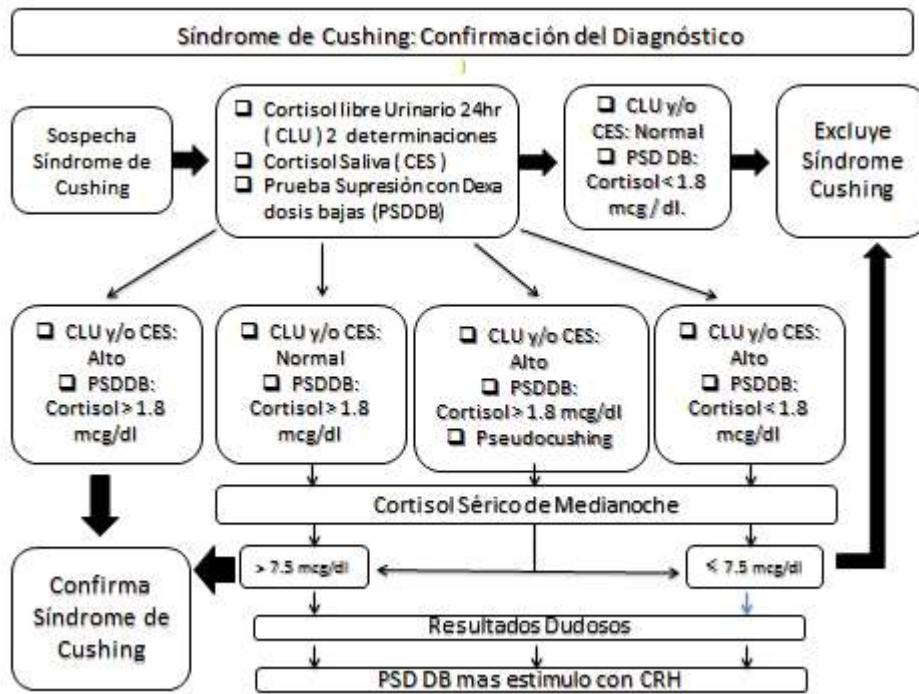 Síndrome de Cushing: Confirmación del Diagnóstico
Sospecha
Síndrome de
Cushing
❑ Cortisol libre Urinario 24hr
( CLU ) 2 determinaciones
❑ Cortisol Saliva ( CES )
❑ Prueba Supresión con Dexa
dosis bajas (PSDDB)
❑ CLU y/o
CES: Normal
❑ PSD DB:
Cortisol < 1.8
mcg / dl.
Excluye
Síndrome
Cushing
❑ CLU y/o CES:
Alto
❑ PSDDB:
Cortisol > 1.8
mcg/dl
❑ CLU y/o CES:
Normal
❑ PSDDB:
Cortisol > 1.8
mcg/dl
❑ CLU y/o CES:
Alto
❑ PSDDB:
Cortisol > 1.8 mcg/dl
❑ Pseudocushing
❑ CLU y/o CES:
Alto
❑ PSDDB:
Cortisol < 1.8
mcg/dl
Cortisol Sérico de Medianoche
> 7.5 mcg/dl
≤ 7.5 mcg/dl
Confirma
Síndrome de
Cushing
Resultados Dudosos
PSD DB mas estimulo con CRH